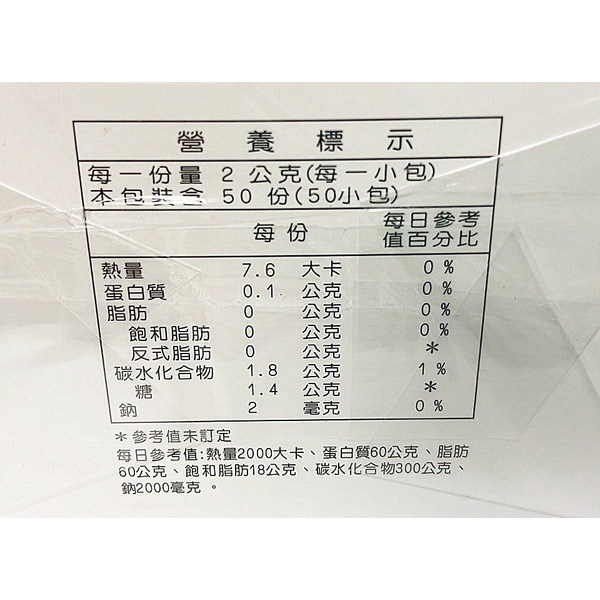 營養標示
每一份量 2 公克(每一小包)
本包裝含 50 份(50小包)
每份 每日參考值百分比
熱量 7.6 大卡 0%
蛋白質 0.1 公克 0%
脂肪 0 公克 0%
飽和脂肪 0 公克 0%
反式脂肪 0 公克 *
碳水化合物 1.8 公克 1%
糖 1.4 公克 *
鈉 2 毫克 0%
*參考值未訂定
每日參考值:熱量2000大卡、蛋白質60公克、脂肪
60公克、飽和脂肪18公克、碳水化合物300公克、
鈉2000毫克。